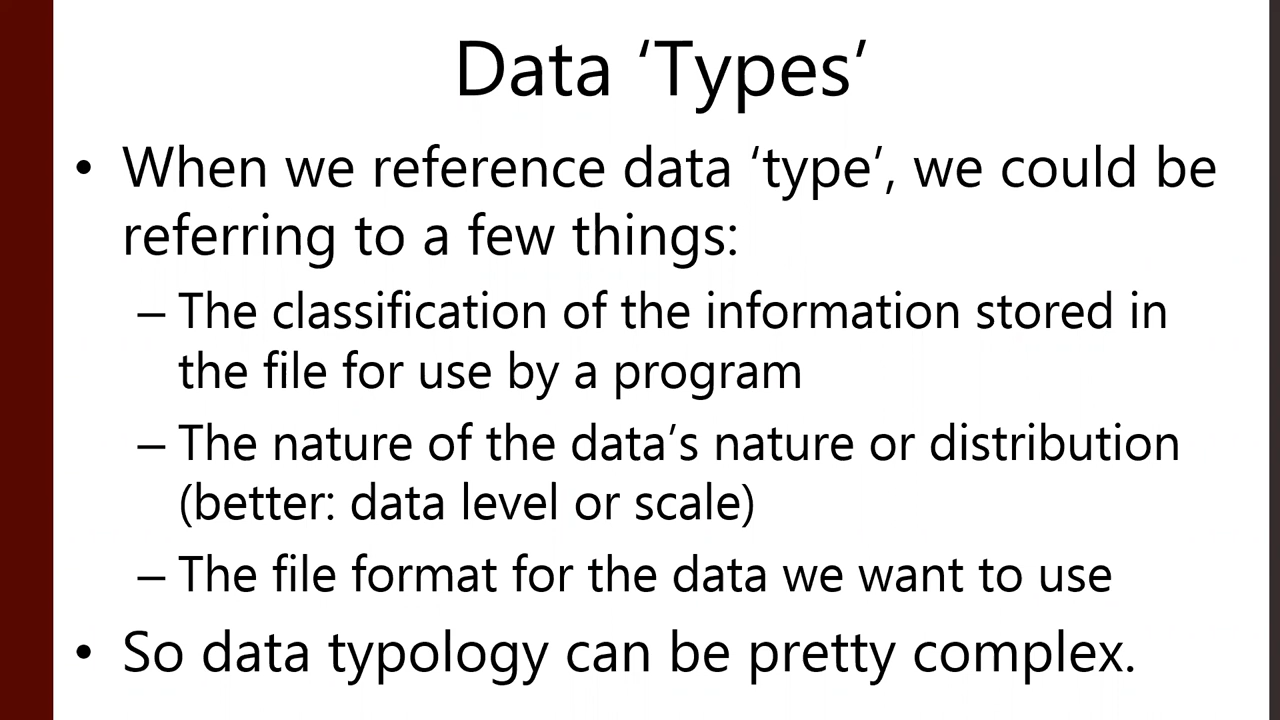 Data ‘Types’
• When we reference data ‘type’, we could be
referring to a few things:
– The classification of the information stored in
the file for use by a program
– The nature of the data’s nature or distribution
(better: data level or scale)
– The file format for the data we want to use
• So data typology can be pretty complex.